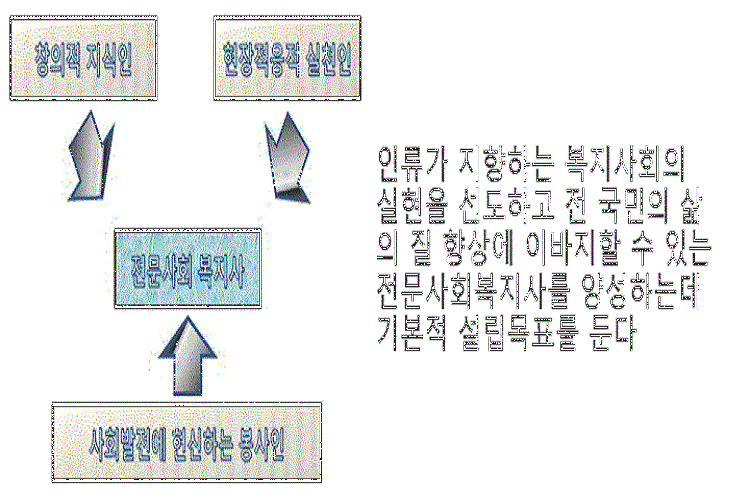 창의적 지식인
현장적응적 실천인
전문사회 복지사
사회발전에 헌신하는 봉사인
인류가 지향하는 복지사회의
실현을 선도하고 전 국민의 삶
의 질 향상에 이바지할 수 있는
전문사회복지사를 양성하는데
기본적 설립목표를 둔다